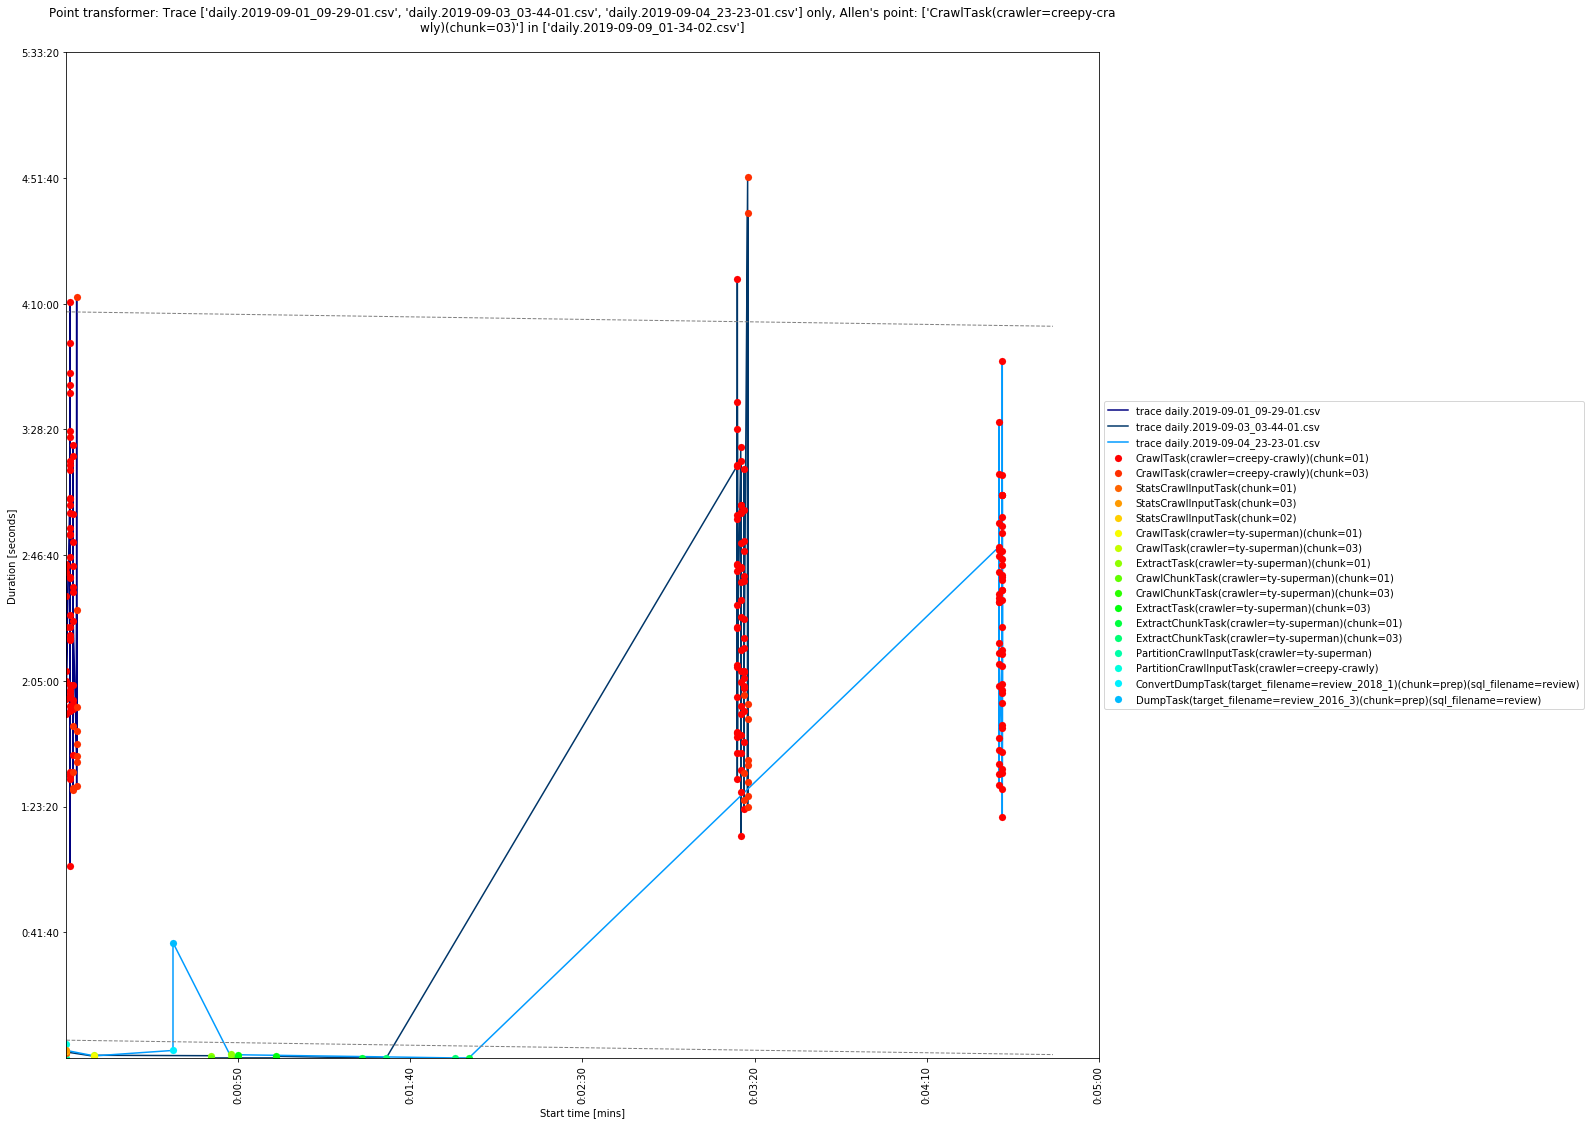 Point transformer: Trace ['daily.2019-09-01_09-29-01.csv', 'daily.2019-09-03_03-44-01.csv', 'daily.2019-09-04_23-23-01.csv'] only, Allen's point: ['CrawlTask(crawler=creepy-cra
wly)(chunk=03)'] in ['daily.2019-09-09_01-34-02.csv']
5:33:20
4:51:40
4:10:00
3:28:20
2:46:40
2:05:00
1:23:20
0:41:40
Duration [seconds]
0:00:50
0:01:40
0:02:30
0:03:20
0:04:10
0:05:00
Start time [mins]
trace daily.2019-09-01_09-29-01.csv
trace daily.2019-09-03_03-44-01.csv
trace daily.2019-09-04_23-23-01.csv
CrawlTask(crawler=creepy-crawly)(chunk=01)
CrawlTask(crawler=creepy-crawly)(chunk=03)
StatsCrawlInputTask(chunk=01)
StatsCrawlInputTask(chunk=03)
StatsCrawlInputTask(chunk=02)
CrawlTask(crawler=ty-superman)(chunk=01)
CrawlTask(crawler=ty-superman)(chunk=03)
ExtractTask(crawler=ty-superman)(chunk=01)
CrawlChunkTask(crawler=ty-superman)(chunk=01)
CrawlChunkTask(crawler=ty-superman)(chunk=03)
ExtractTask(crawler=ty-superman)(chunk=03)
ExtractChunkTask(crawler=ty-superman)(chunk=01)
ExtractChunkTask(crawler=ty-superman)(chunk=03)
PartitionCrawlInputTask(crawler=ty-superman)
PartitionCrawlInputTask(crawler=creepy-crawly)
ConvertDumpTask(target_filename=review_2018_1)(chunk=prep)(sql_filename=review)
DumpTask(target_filename=review_2016_3)(chunk=prep)(sql_filename=review)